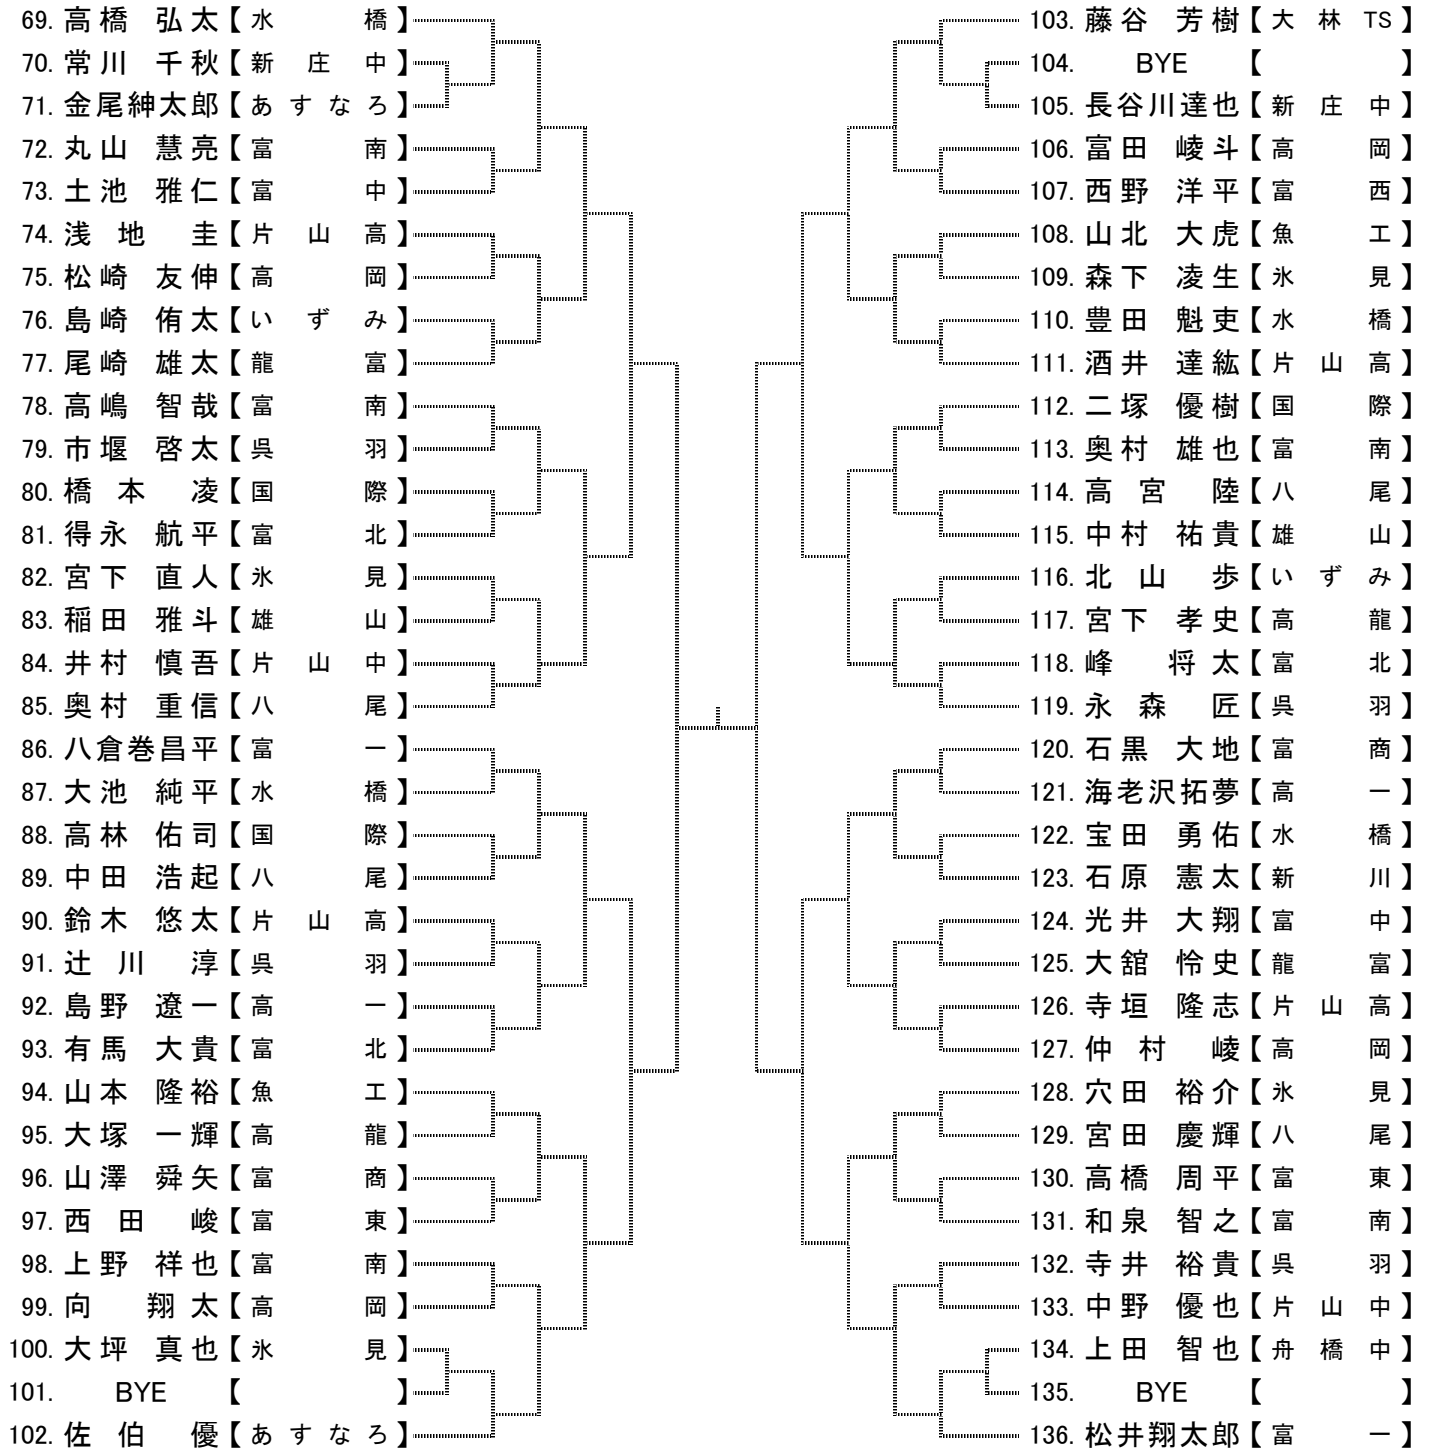 69. 高橋 弘太【水橋】
70. 常川 千秋【新庄中】
71. 金尾紳太郎【あすなろ】
72. 丸山 慧亮【富南】
73. 土池 雅仁【富中】
74. 浅地 圭【片山高】
75. 松崎 友伸【高岡】
76. 島崎 侑太【いずみ】
77. 尾崎 雄太【龍富】
78. 高嶋 智哉【富南】
79. 市堰 啓太【呉羽】
80. 橋本 凌【国際】
81. 得永 航平【富北】
82. 宮下 直人【氷見】
83. 稲田 雅斗【雄山】
84. 井村 慎吾【片山中】
85. 奥村 重信【八尾】
86. 八倉巻昌平【富一】
87. 大池 純平【水橋】
88. 高林 佑司【国際】
89. 中田 浩起【八尾】
90. 鈴木 悠太【片山高】
91. 辻川 淳【呉羽】
92. 島野 遼一【高一】
93. 有馬 大貴【富北】
94. 山本 隆裕【魚工】
95. 大塚 一輝【高龍】
96. 山澤 舜矢【富商】
97. 西田 峻【富東】
98. 上野 祥也【富南】
99. 向 翔太【高岡】
100. 大坪 真也【氷見】
101. BYE 【 】
102. 佐伯 優【あすなろ】
103. 藤谷 芳樹【大林TS】
104. BYE 【 】
105. 長谷川達也【新庄中】
106. 富田 崚斗【高岡】
107. 西野 洋平【富西】
108. 山北 大虎【魚工】
109. 森下 凌生【氷見】
110. 豊田 魁吏【水橋】
111. 酒井 達紘【片山高】
112. 二塚 優樹【国際】
113. 奥村 雄也【富南】
114. 高宮 陸【八尾】
115. 中村 祐貴【雄山】
116. 北山 歩【いずみ】
117. 宮下 孝史【高龍】
118. 峰 将太【富北】
119. 永森 匠【呉羽】
120. 石黒 大地【富商】
121. 海老沢拓夢【高一】
122. 宝田 勇佑【水橋】
123. 石原 憲太【新川】
124. 光井 大翔【富中】
125. 大舘 怜史【龍富】
126. 寺垣 隆志【片山高】
127. 仲村 崚【高岡】
128. 穴田 裕介【氷見】
129. 宮田 慶輝【八尾】
130. 高橋 周平【富東】
131. 和泉 智之【富南】
132. 寺井 裕貴【呉羽】
133. 中野 優也【片山中】
134. 上田 智也【舟橋中】
135. BYE 【 】
136. 松井翔太郎【富一】